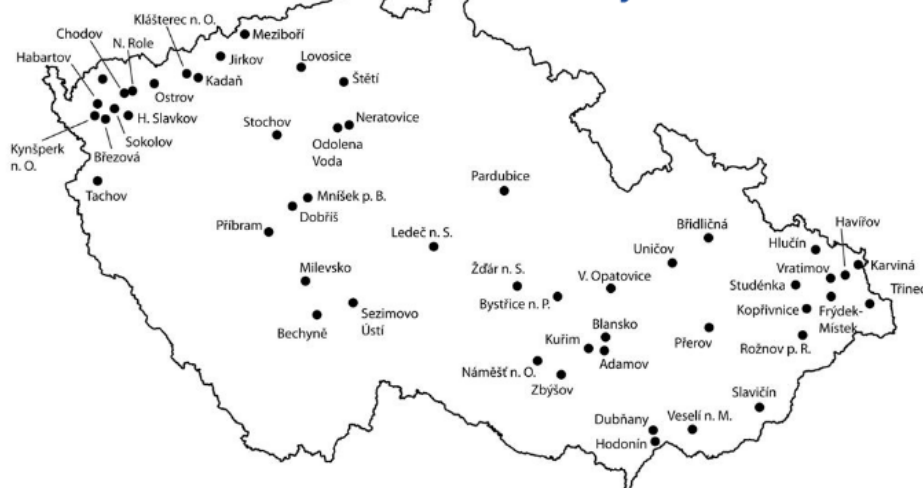 Klášterec n. O.
Meziboří
Chodov
N. Role
Habartov
Jirkov
Lovosice
Kadaň
Štětí
Ostrov
Stochov
Neratovice
H. Slavkov
Sokolov
Odolena
Voda
Kynšperk
n. O.
Březová
Tachov
Pardubice
Mníšek p. B.
Dobříš
Příbram
Ledeč n. S.
Břidličná
Havířov
Hlučín
Uničov
Karviná
Vratimov
Milevsko
Žďár n. S.
V. Opatovice
Studénka
Třinec
Bystřice n. P.
Kopřivnice
Frýdek-
Místek
Sezimovo
Ústí
Bechyně
Blansko
Kuřim
Přerov
Rožnov p. R.
Adamov
Náměšť n. O.
Zbýšov
Slavičín
Dubňany
Veselí n. M.
Hodonín